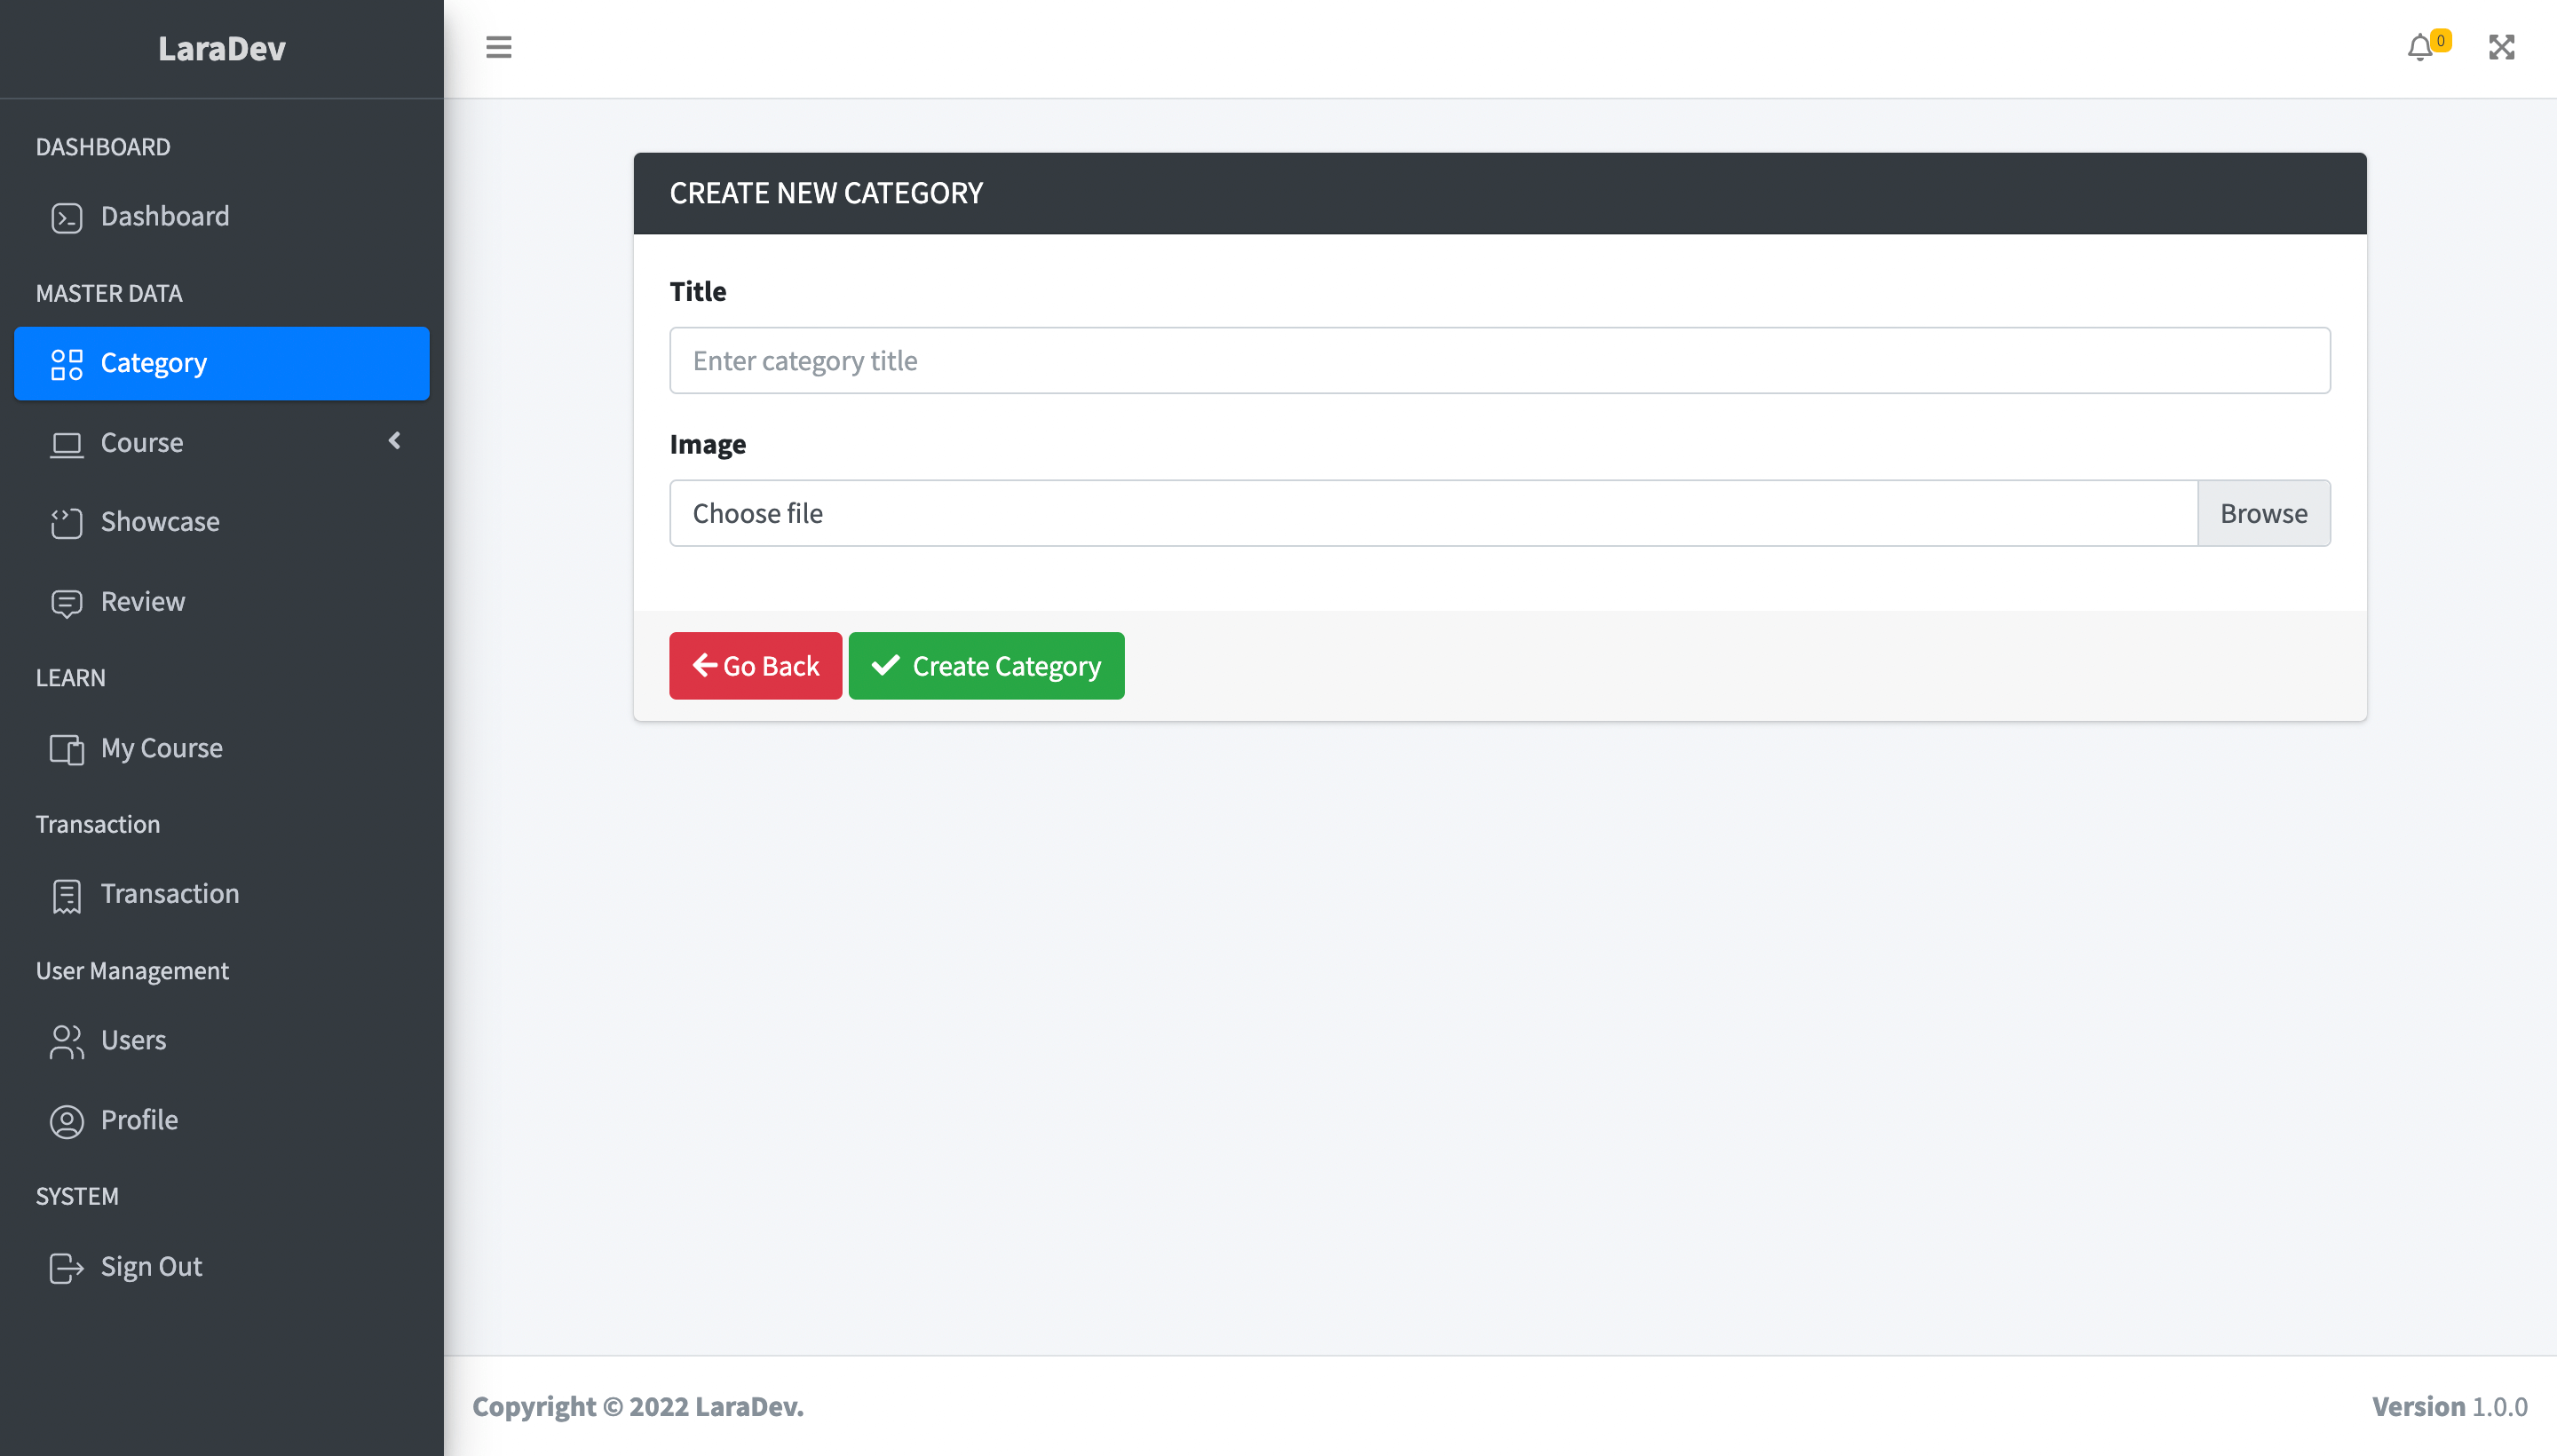 LaraDev
0
DASHBOARD
Dashboard
MASTER DATA
Category
Course
Showcase
Review
LEARN
My Course
Transaction
Transaction
User Management
Users
Profile
SYSTEM
Sign Out
CREATE NEW CATEGORY
Title
Enter category title
Image
Choose file Browse
Go Back Create Category
Copyright © 2022 LaraDev. Version 1.0.0